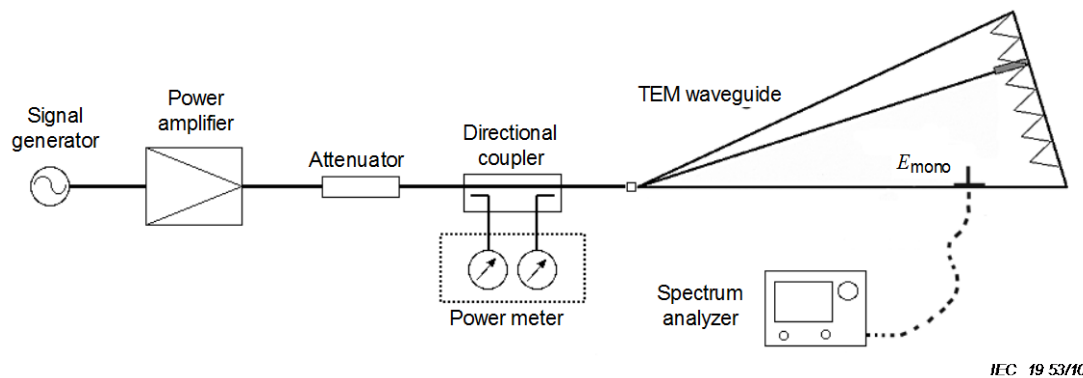 Signal
generator
Power
amplifier
Attenuator
Directional
coupler
Power meter
TEM waveguide
Emono
Spectrum
analyzer
IEC 19 53/10